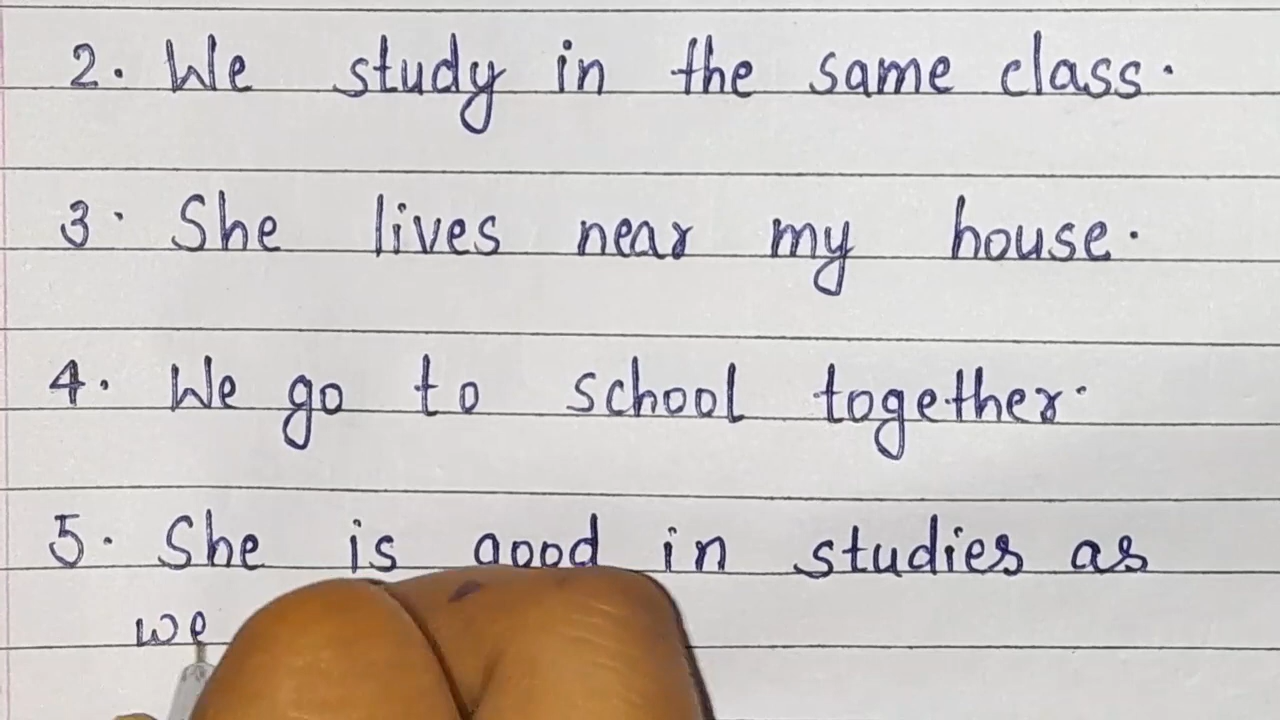 2. We study in the same class.
3. She lives near my house.
4. We go to school together.
5. She is good in studies as
we